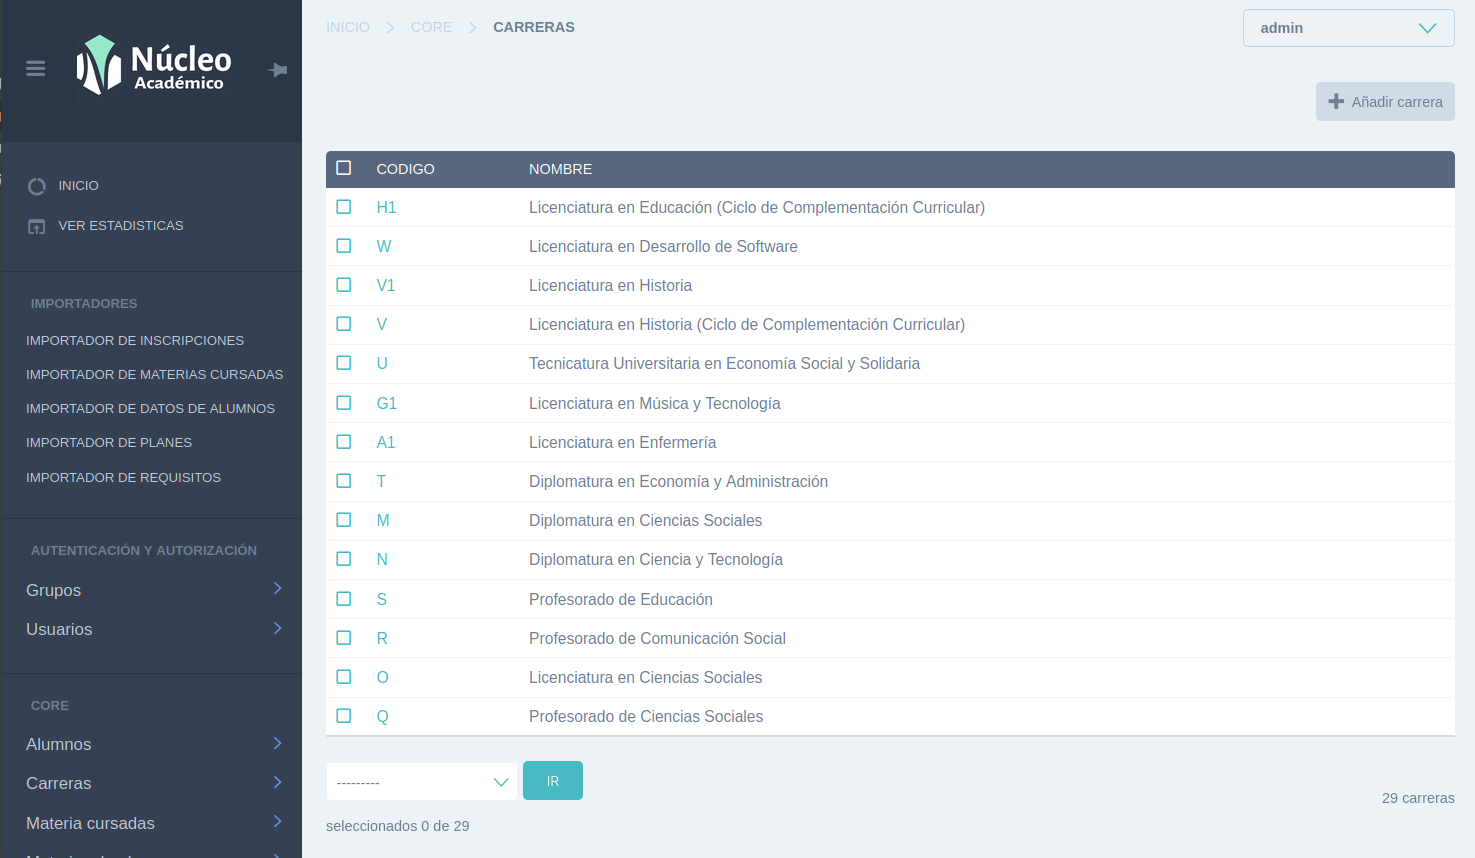 Núcleo
Académico
INICIO
VER ESTADISTICAS
IMPORTADORES
IMPORTADOR DE INSCRIPCIONES
IMPORTADOR DE MATERIAS CURSADAS
IMPORTADOR DE DATOS DE ALUMNOS
IMPORTADOR DE PLANES
IMPORTADOR DE REQUISITOS
AUTENTICACIÓN Y AUTORIZACIÓN
Grupos
Usuarios
CORE
Alumnos
Carreras
Materia cursadas
INICIO CORE CARRERAS
admin
Añadir carrera
CODIGO NOMBRE
H1 Licenciatura en Educación (Ciclo de Complementación Curricular)
W Licenciatura en Desarrollo de Software
V1 Licenciatura en Historia
V Licenciatura en Historia (Ciclo de Complementación Curricular)
U Tecnicatura Universitaria en Economía Social y Solidaria
G1 Licenciatura en Música y Tecnología
A1 Licenciatura en Enfermería
T Diplomatura en Economía y Administración
M Diplomatura en Ciencias Sociales
N Diplomatura en Ciencia y Tecnología
S Profesorado de Educación
R Profesorado de Comunicación Social
O Licenciatura en Ciencias Sociales
Q Profesorado de Ciencias Sociales
--------- IR
29 carreras
seleccionados 0 de 29